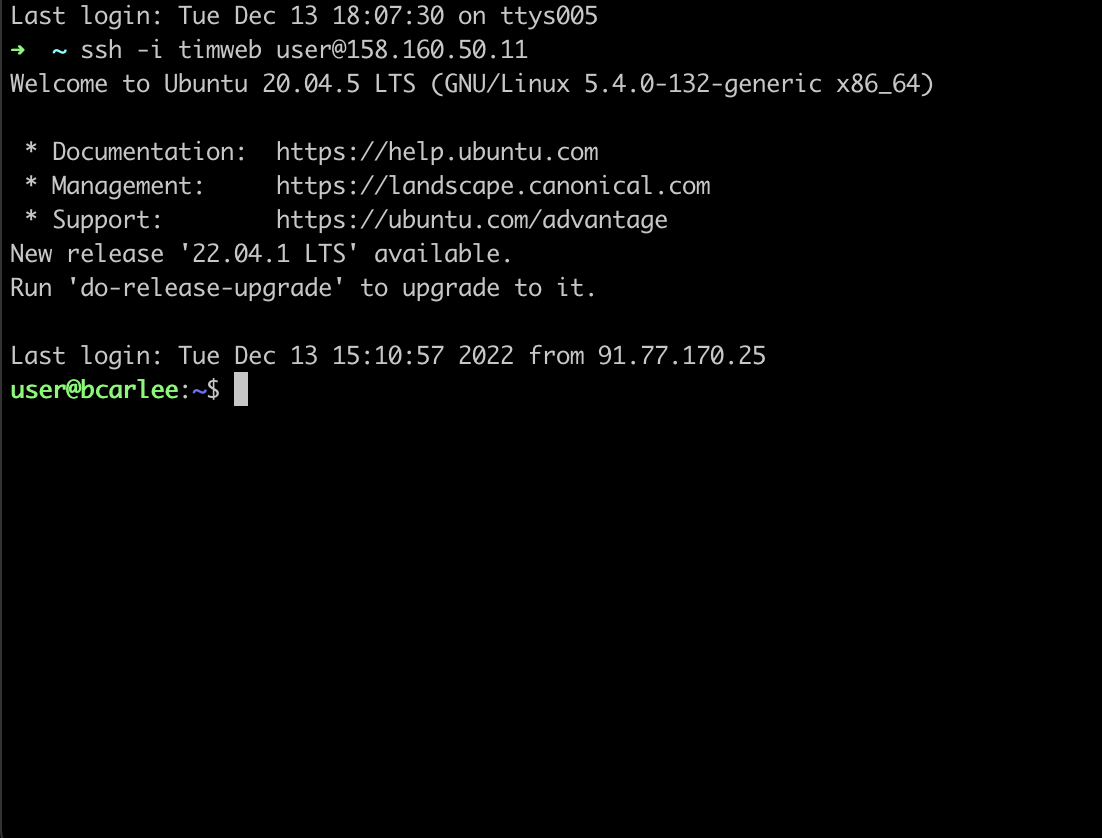 Last login: Tue Dec 13 18:07:30 on ttys005
➜  ~ ssh -i timweb user@158.160.50.11
Welcome to Ubuntu 20.04.5 LTS (GNU/Linux 5.4.0-132-generic x86_64)
 * Documentation:  https://help.ubuntu.com
 * Management:     https://landscape.canonical.com
 * Support:        https://ubuntu.com/advantage
New release '22.04.1 LTS' available.
Run 'do-release-upgrade' to upgrade to it.
Last login: Tue Dec 13 15:10:57 2022 from 91.77.170.25
user@bcarlee:~$